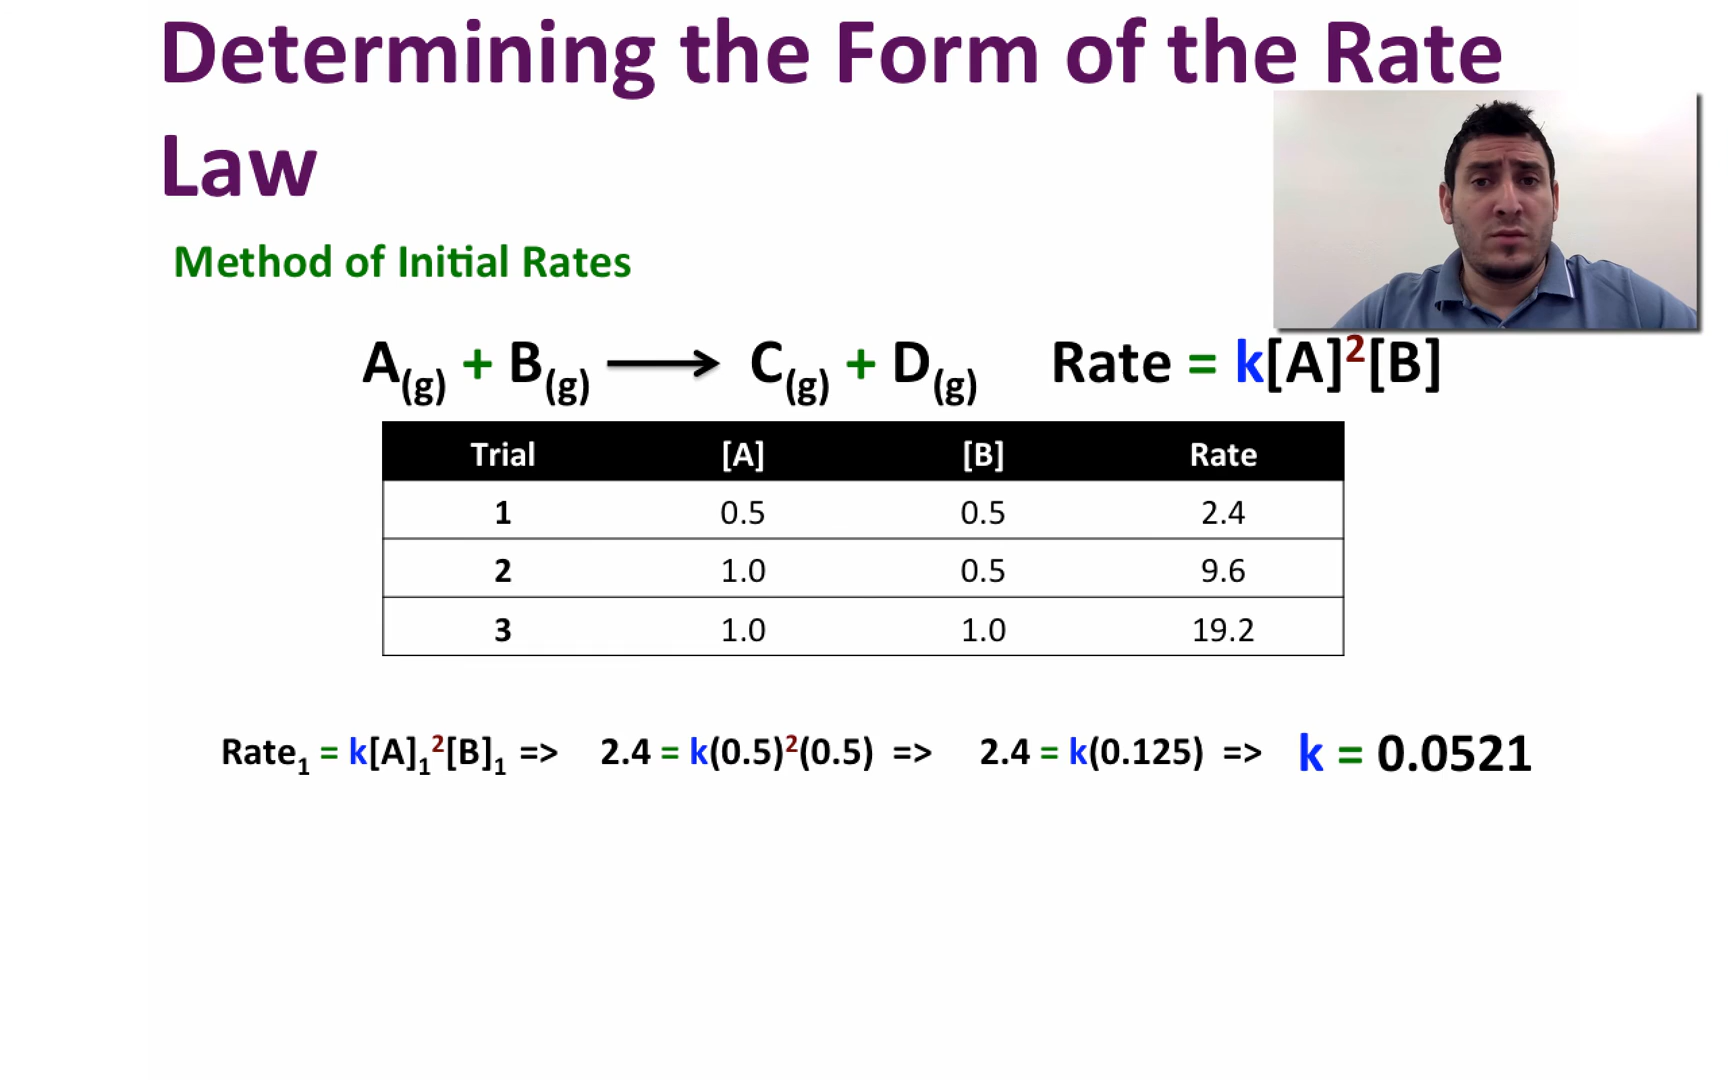 Determining the Form of the Rate
Law
Method of Initial Rates
A(g) + B(g) ⟶ C(g) + D(g) Rate = k[A]²[B]
Trial [A] [B] Rate
1 0.5 0.5 2.4
2 1.0 0.5 9.6
3 1.0 1.0 19.2
Rate₁ = k[A]₁²[B]₁ => 2.4 = k(0.5)²(0.5) => 2.4 = k(0.125) => k = 0.0521